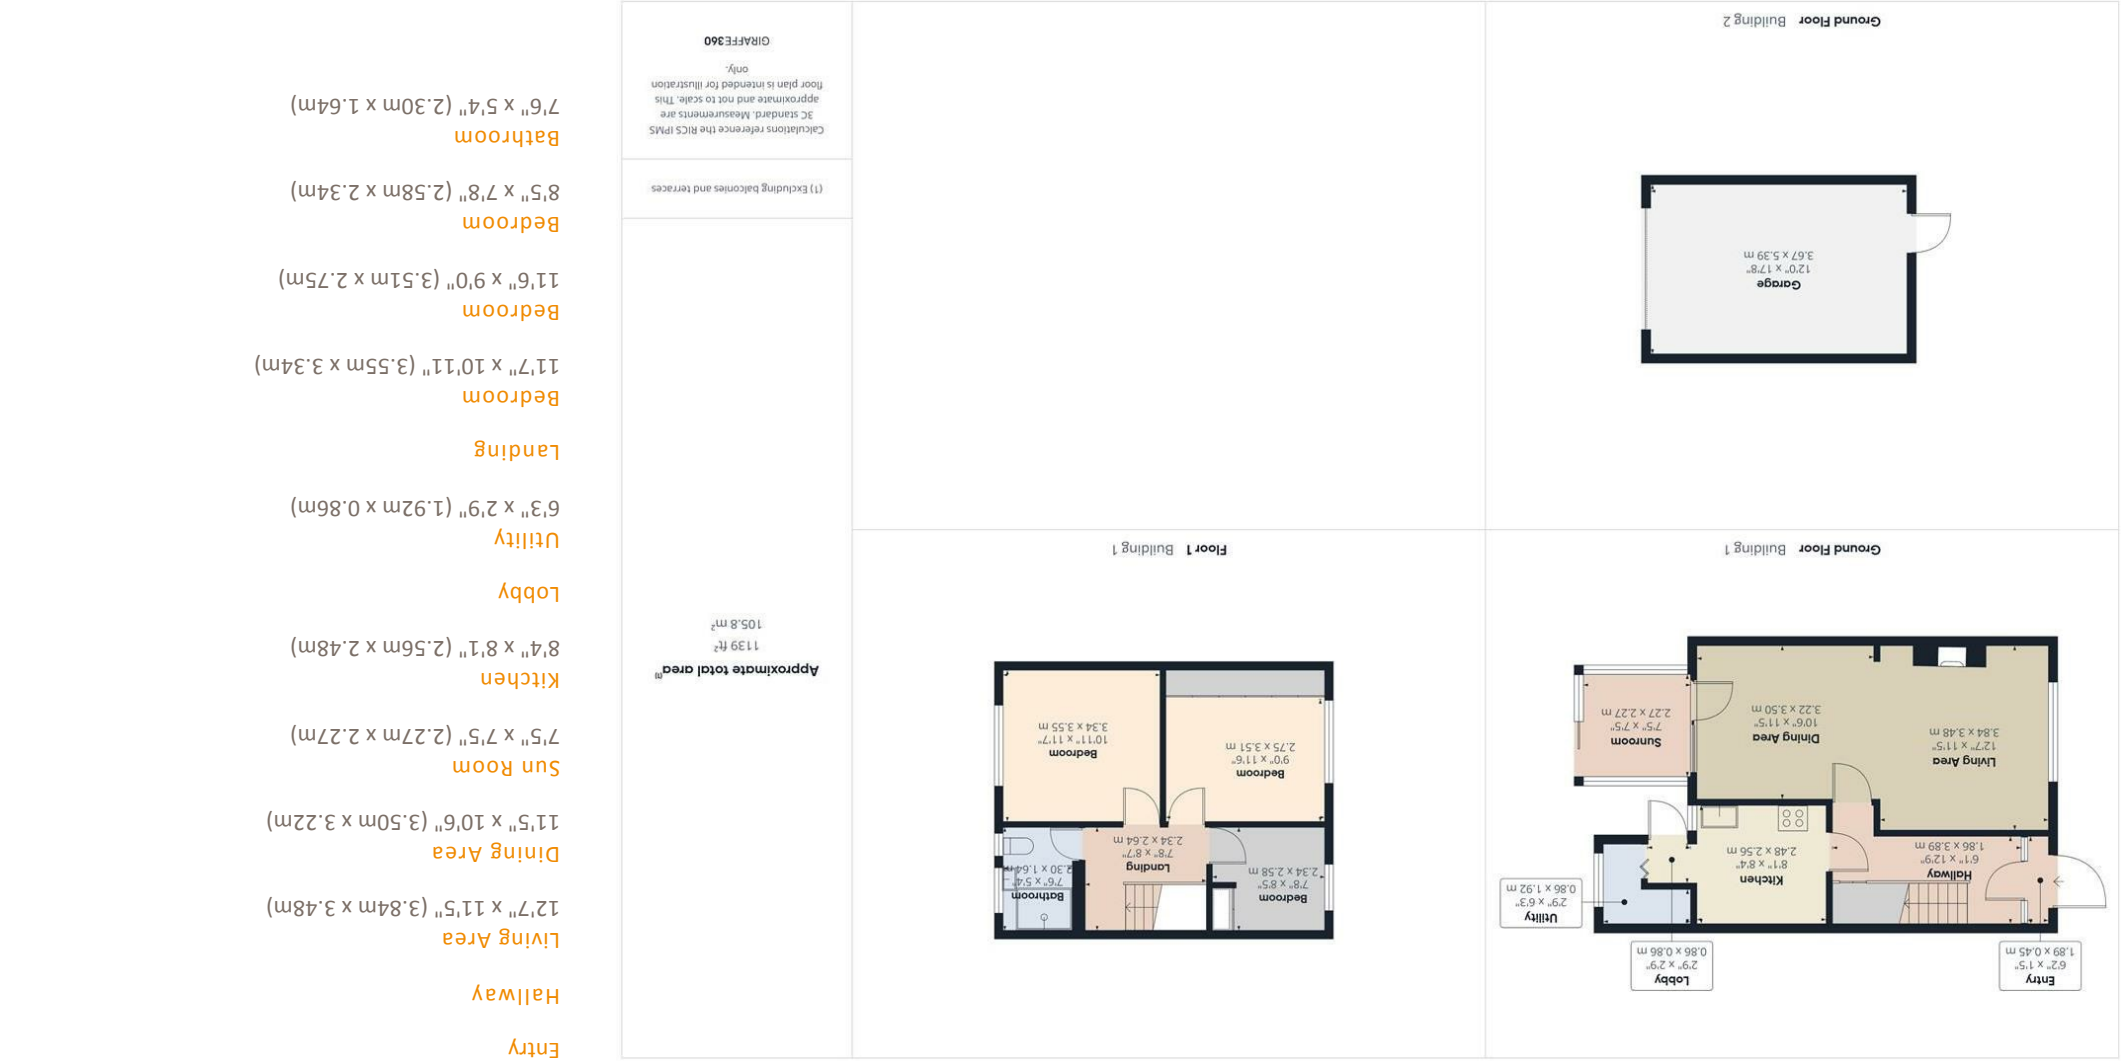 Entry
6'2" x 1'5"
1.89 x 0.45 m
Lobby
2'9" x 2'9"
0.86 x 0.86 m
Utility
2'9" x 6'3"
0.86 x 1.92 m
Hallway
6'1" x 12'9"
1.86 x 3.89 m
Kitchen
8'1" x 8'4"
2.48 x 2.56 m
Living Area
12'7" x 11'5"
3.84 x 3.48 m
Dining Area
10'6" x 11'5"
3.22 x 3.50 m
Sunroom
7'5" x 7'5"
2.27 x 2.27 m
Ground Floor Building 1
Bedroom
7'8" x 8'5"
2.34 x 2.58 m
Landing
7'8" x 8'7"
2.34 x 2.64 m
Bathroom
7'6" x 5'4"
2.30 x 1.64 m
Bedroom
9'0" x 11'6"
2.75 x 3.51 m
Bedroom
10'11" x 11'7"
3.34 x 3.55 m
Floor 1 Building 1
Garage
12'0" x 17'8"
3.67 x 5.39 m
Ground Floor Building 2
Approximate total area(1)
1139 ft²
105.8 m²
(1) Excluding balconies and terraces
Calculations reference the RICS IPMS
3C standard. Measurements are
approximate and not to scale. This
floor plan is intended for illustration
only.
GIRAFFE360
Entry
Hallway
Living Area
12'7" x 11'5" (3.84m x 3.48m)
Dining Area
11'5" x 10'6" (3.50m x 3.22m)
Sun Room
7'5" x 7'5" (2.27m x 2.27m)
Kitchen
8'4" x 8'1" (2.56m x 2.48m)
Lobby
Utility
6'3" x 2'9" (1.92m x 0.86m)
Landing
Bedroom
11'7" x 10'11" (3.55m x 3.34m)
Bedroom
11'6" x 9'0" (3.51m x 2.75m)
Bedroom
8'5" x 7'8" (2.58m x 2.34m)
Bathroom
7'6" x 5'4" (2.30m x 1.64m)